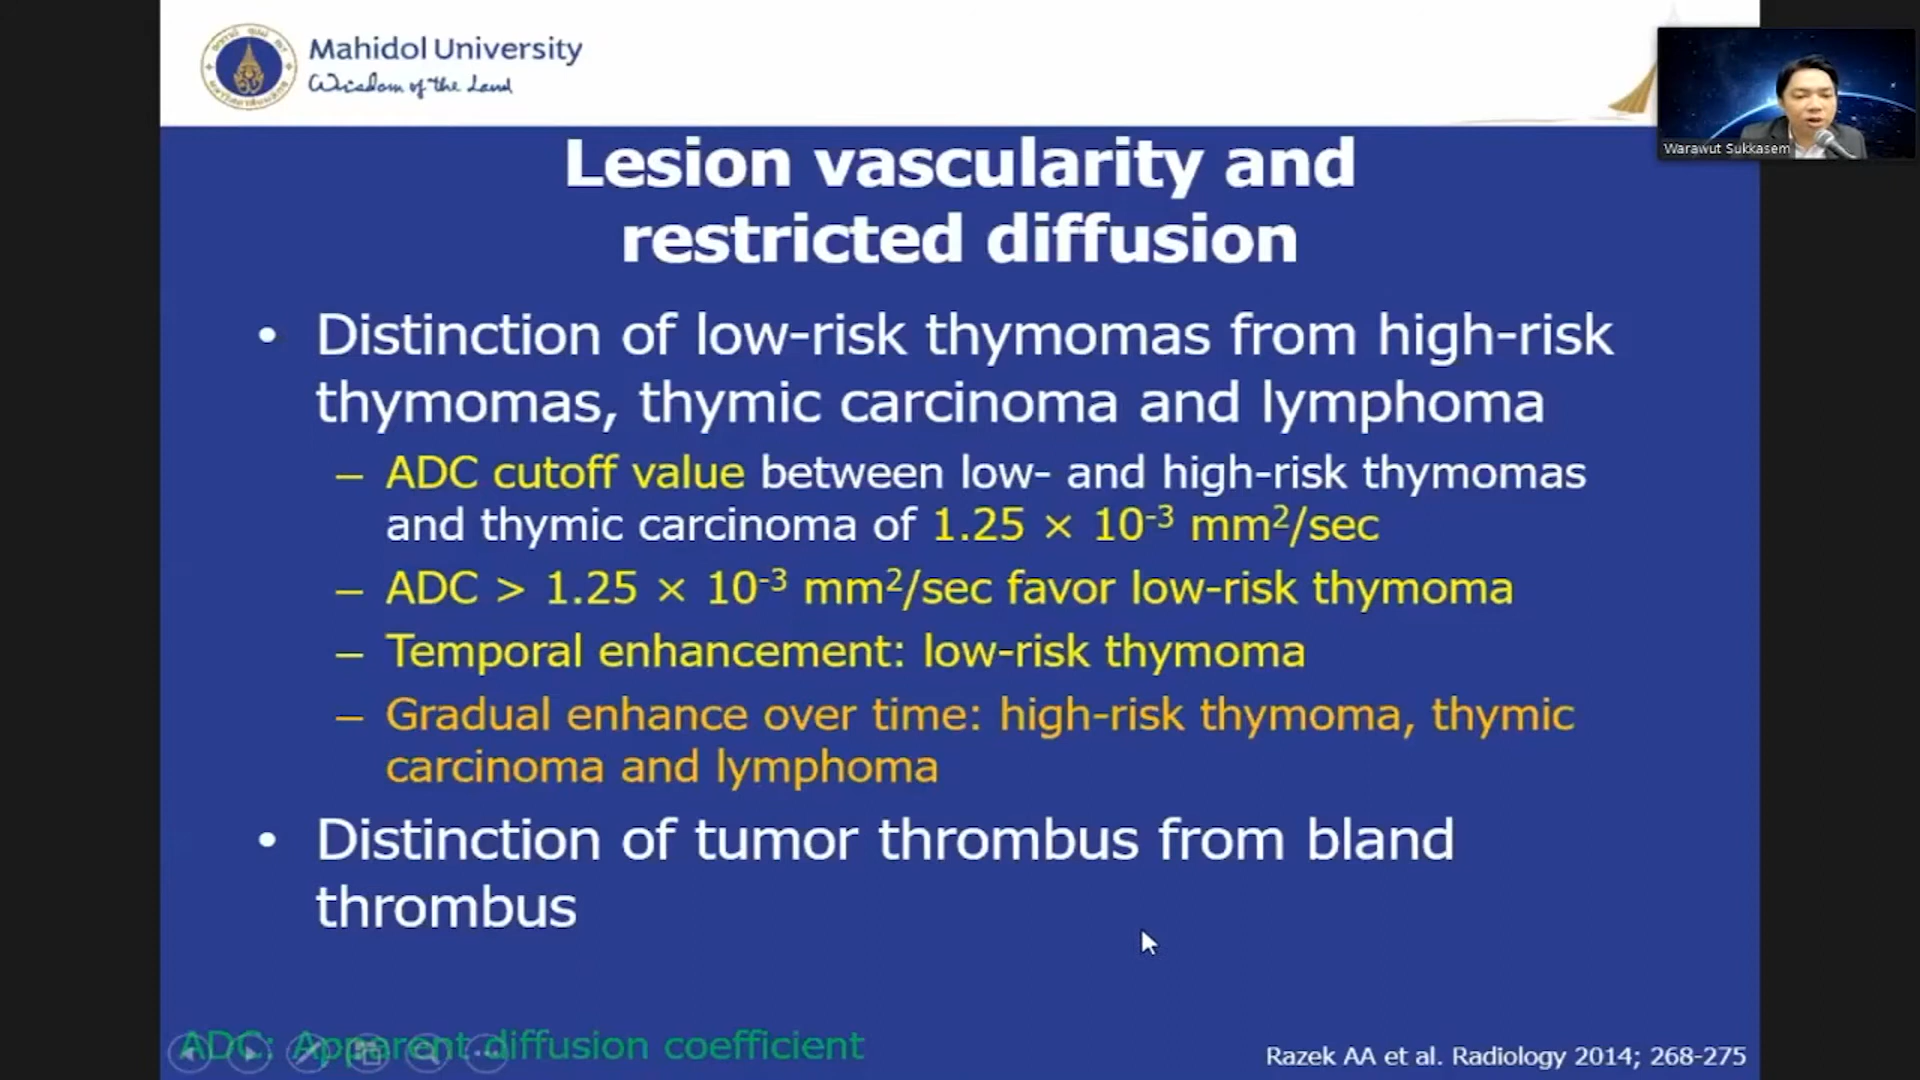 Mahidol University
Wisdom of the Land
Warawut Sukkasem
Lesion vascularity and
restricted diffusion
• Distinction of low-risk thymomas from high-risk
thymomas, thymic carcinoma and lymphoma
– ADC cutoff value between low- and high-risk thymomas
and thymic carcinoma of 1.25 × 10⁻³ mm²/sec
– ADC > 1.25 × 10⁻³ mm²/sec favor low-risk thymoma
– Temporal enhancement: low-risk thymoma
– Gradual enhance over time: high-risk thymoma, thymic
carcinoma and lymphoma
• Distinction of tumor thrombus from bland
thrombus
ADC: Apparent diffusion coefficient
Razek AA et al. Radiology 2014; 268-275